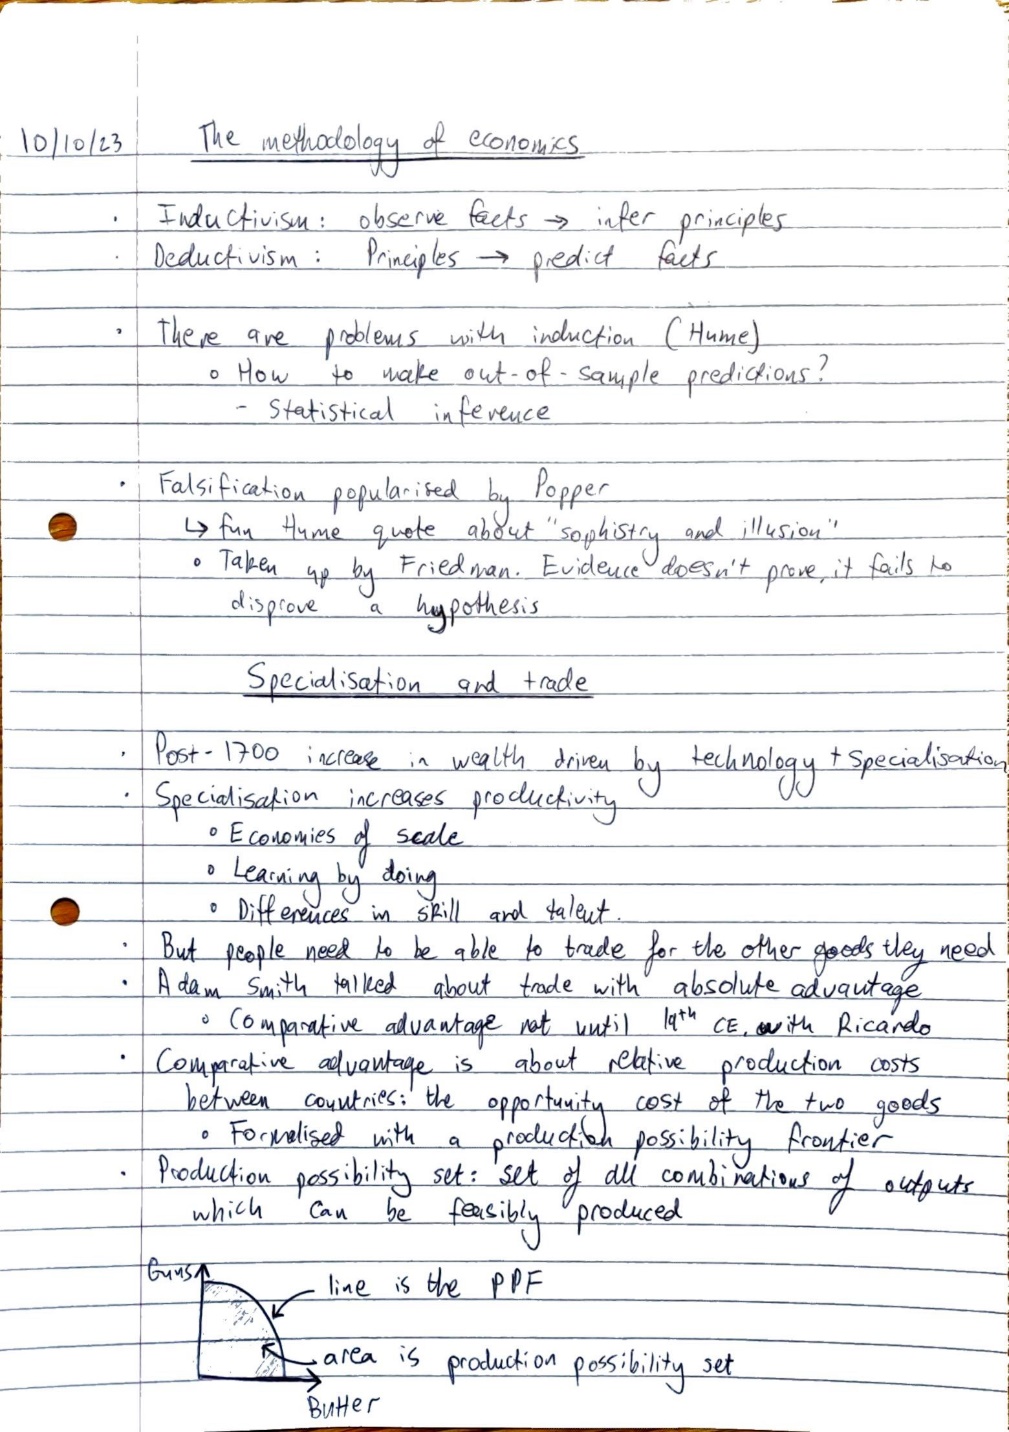 10/10/23 The methodology of economics
· Inductivism: observe facts → infer principles
· Deductivism: Principles → predict facts
· There are problems with induction (Hume)
∘ How to make out-of-sample predictions?
- Statistical inference
· Falsification popularised by Popper
↳ fun Hume quote about "sophistry and illusion"
∘ Taken up by Friedman. Evidence doesn't prove, it fails to
disprove a hypothesis
Specialisation and trade
· Post-1700 increase in wealth driven by technology + specialisation
· Specialisation increases productivity
∘ Economies of scale
∘ Learning by doing
∘ Differences in skill and talent.
· But people need to be able to trade for the other goods they need
· Adam Smith talked about trade with absolute advantage
∘ Comparative advantage not until 19th CE, with Ricardo
· Comparative advantage is about relative production costs
between countries: the opportunity cost of the two goods
∘ Formalised with a production possibility frontier
· Production possibility set: set of all combinations of outputs
which can be feasibly produced
Guns
line is the PPF
area is production possibility set
Butter